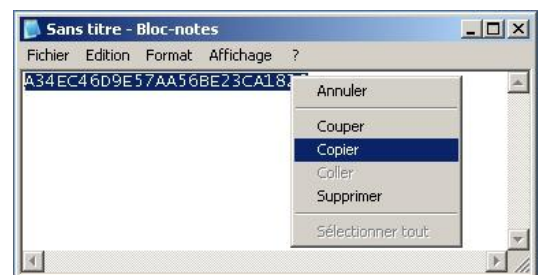 Sans titre - Bloc-notes
Fichier Edition Format Affichage ?
A34EC46D9E57AA56BE23CA18
Annuler
Couper
Copier
Coller
Supprimer
Sélectionner tout